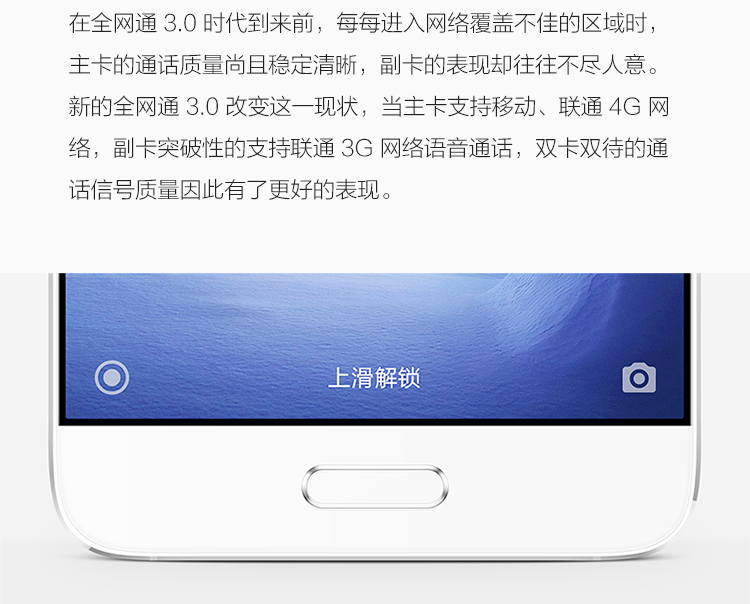 在全网通 3.0 时代到来前，每每进入网络覆盖不佳的区域时，
主卡的通话质量尚且稳定清晰，副卡的表现却往往不尽人意。
新的全网通 3.0 改变这一现状，当主卡支持移动、联通 4G 网
络，副卡突破性的支持联通 3G 网络语音通话，双卡双待的通
话信号质量因此有了更好的表现。
上滑解锁